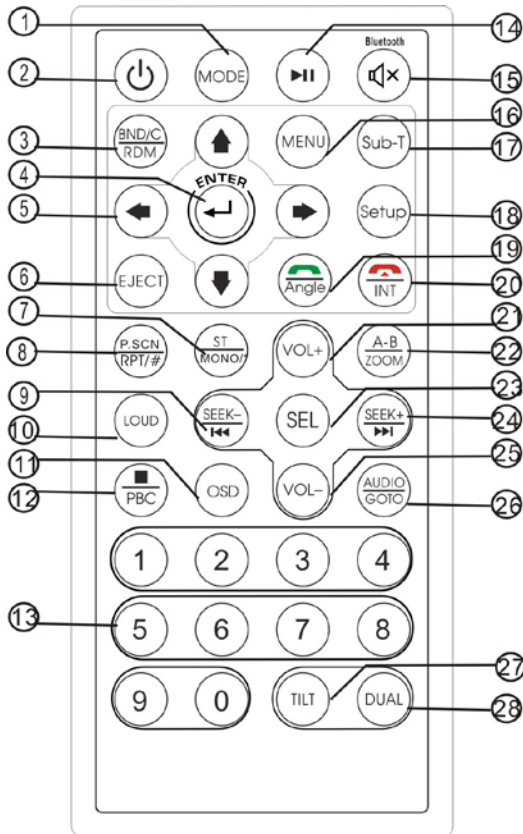 1
14
Bluetooth
2
MODE
15
16
3
BND/C
RDM
MENU
Sub-T
17
4
ENTER
5
Setup
18
19
6
EJECT
Angle
INT
20
7
21
8
P.SCN
RPT/#
ST
MONO/*
VOL+
A-B
ZOOM
22
9
23
10
LOUD
SEEK-
SEL
SEEK+
24
11
25
12
PBC
OSD
VOL-
AUDIO
GOTO
26
1 2 3 4
13
5 6 7 8
27
9 0 TILT DUAL
28